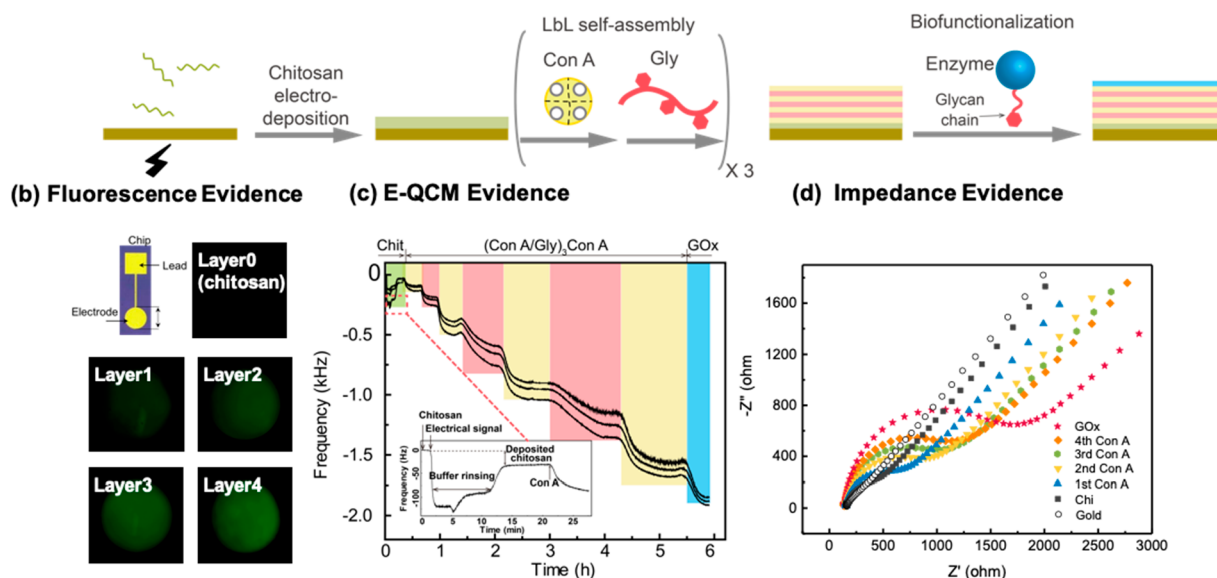 LbL self-assembly
Biofunctionalization
Chitosan
electro-
deposition
Con A
Gly
Enzyme
Glycan
chain
X 3
(b) Fluorescence Evidence
(c) E-QCM Evidence
(d) Impedance Evidence
Chip
Lead
Electrode
Layer0
(chitosan)
Layer1
Layer2
Layer3
Layer4
Chit
(Con A/Gly)₃Con A
GOx
Frequency (kHz)
0
-0.5
-1.0
-1.5
-2.0
0 1 2 3 4 5 6
Time (h)
Chitosan
Electrical signal
Deposited
chitosan
Buffer rinsing
Con A
Frequency (Hz)
0
-50
-100
0 5 10 15 20 25
Time (min)
-Z'' (ohm
1600
1200
800
400
0
0 500 1000 1500 2000 2500 3000
Z' (ohm)
GOx
4th Con A
3rd Con A
2nd Con A
1st Con A
Chi
Gold